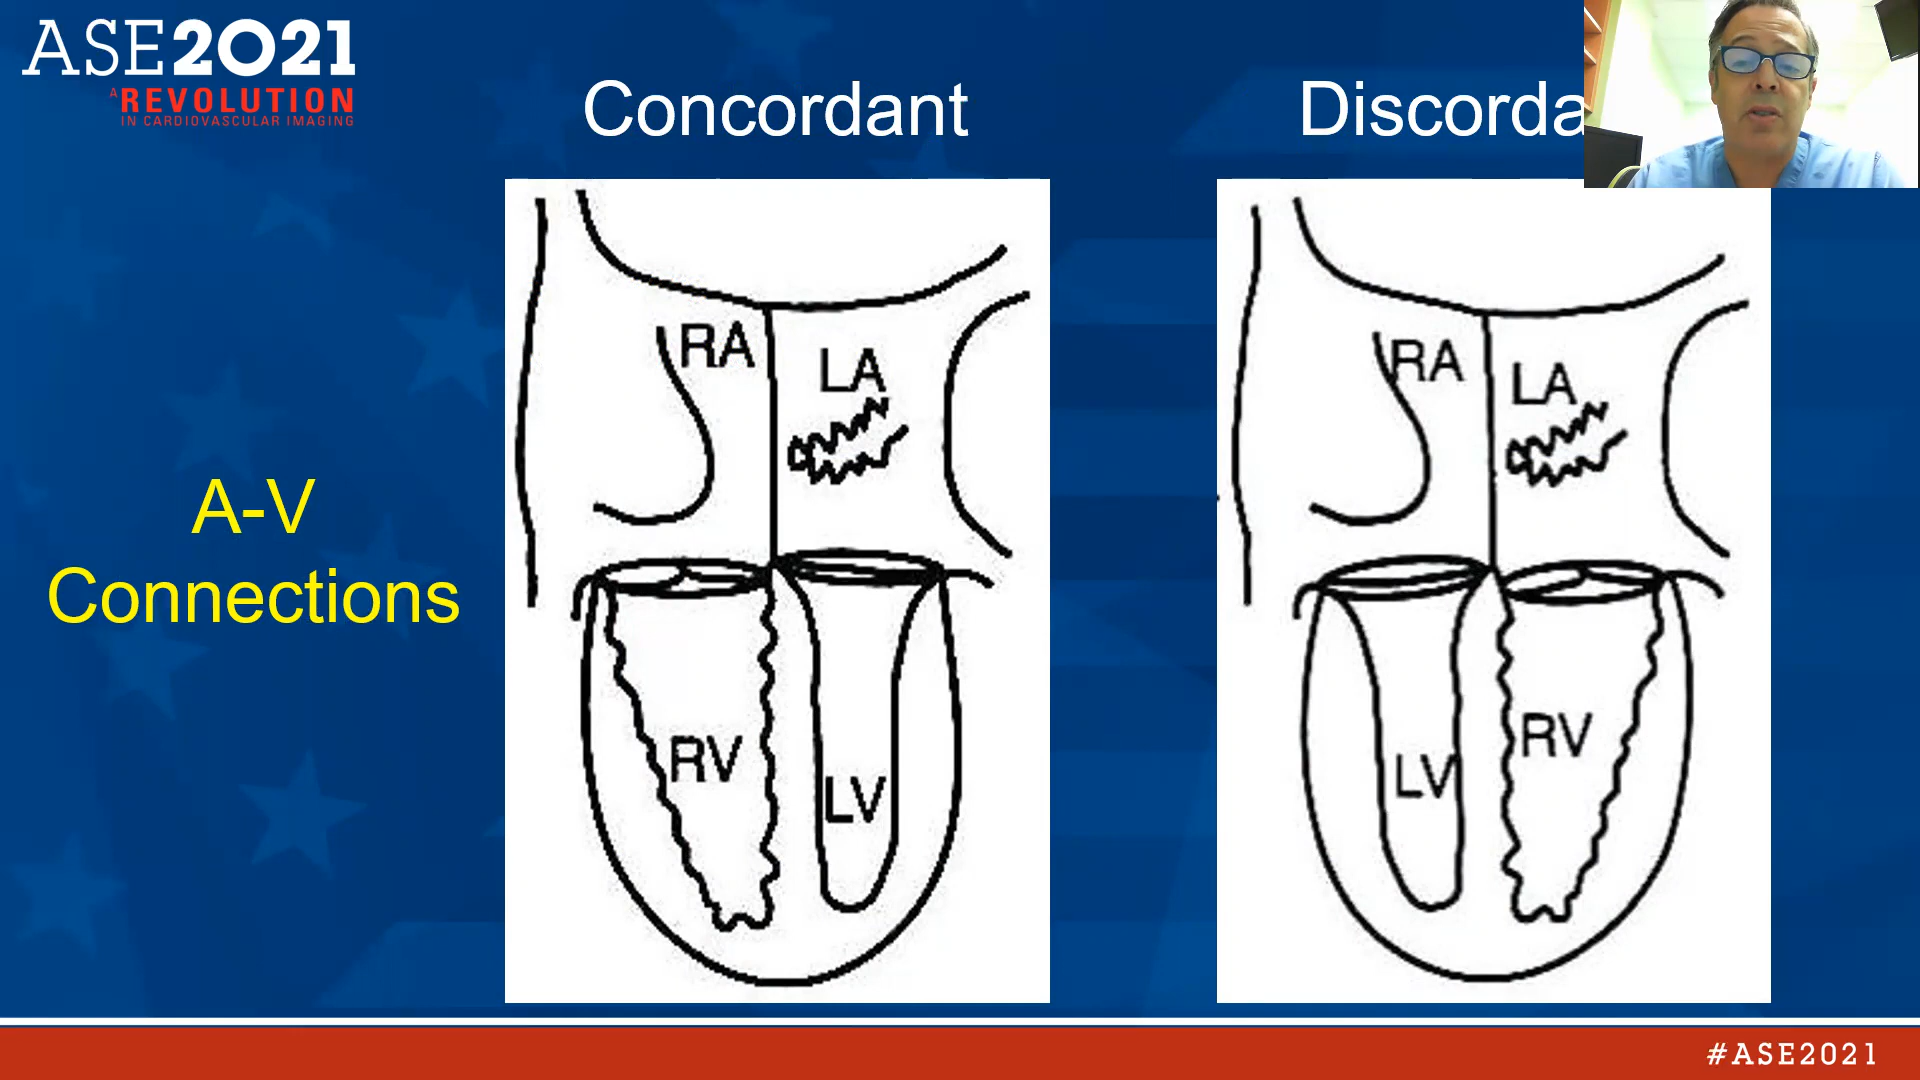 ASE2021
A REVOLUTION
IN CARDIOVASCULAR IMAGING
Concordant
Discorda
A-V
Connections
RA
LA
RV
LV
RA
LA
LV
RV
#ASE2021